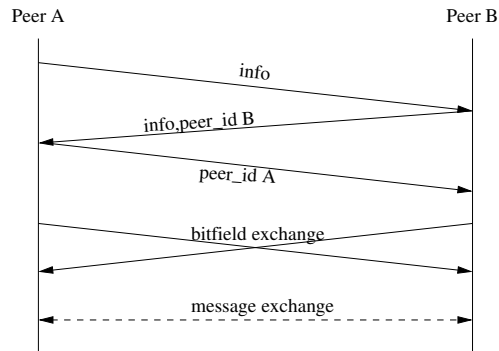 Peer A
Peer B
info
info,peer_id B
peer_id A
bitfield exchange
message exchange